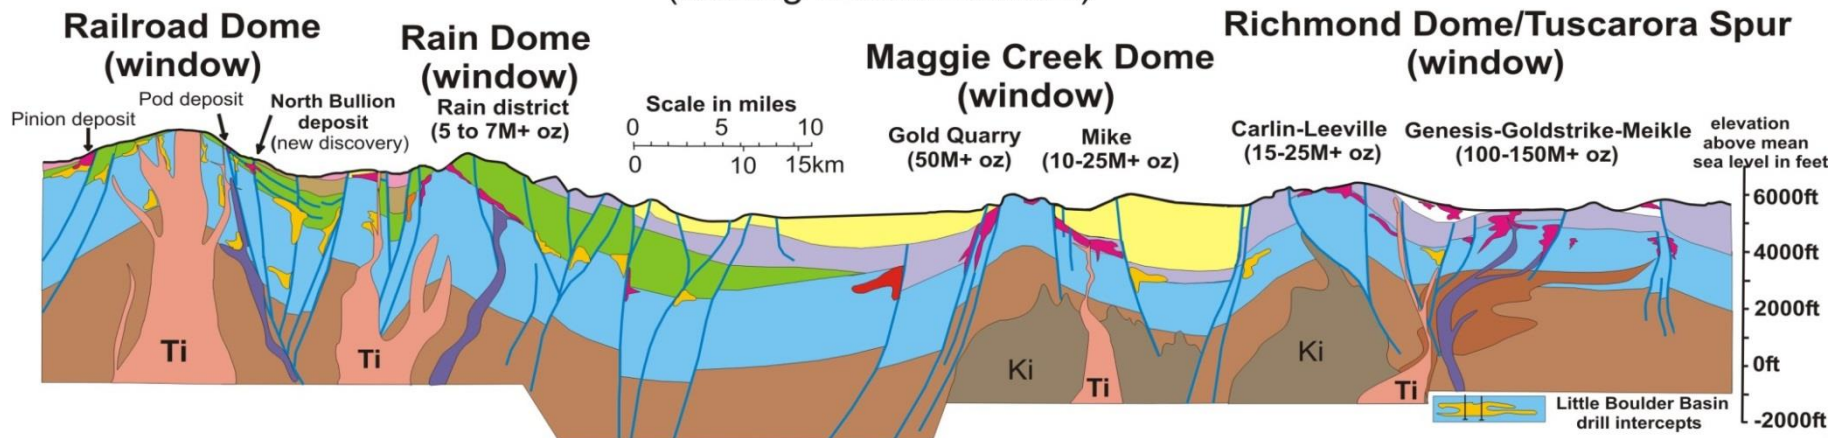 Railroad Dome
(window)
Rain Dome
(window)
Maggie Creek Dome
(window)
Richmond Dome/Tuscarora Spur
(window)
Pinion deposit
Pod deposit
North Bullion
deposit
(new discovery)
Rain district
(5 to 7M+ oz)
Scale in miles
0 5 10
0 10 15km
Gold Quarry
(50M+ oz)
Mike
(10-25M+ oz)
Carlin-Leeville
(15-25M+ oz)
Genesis-Goldstrike-Meikle
(100-150M+ oz)
elevation
above mean
sea level in feet
6000ft
4000ft
2000ft
0ft
-2000ft
Ti
Ti
Ki
Ti
Ki
Ti
Little Boulder Basin
drill intercepts